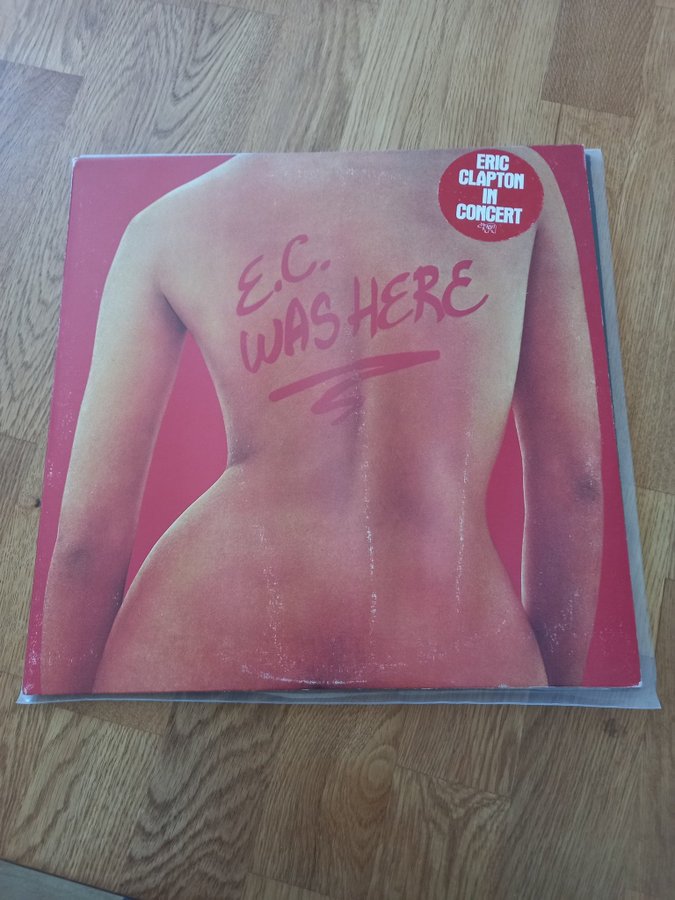 ERIC
CLAPTON
IN
CONCERT
E.C.
WAS HERE